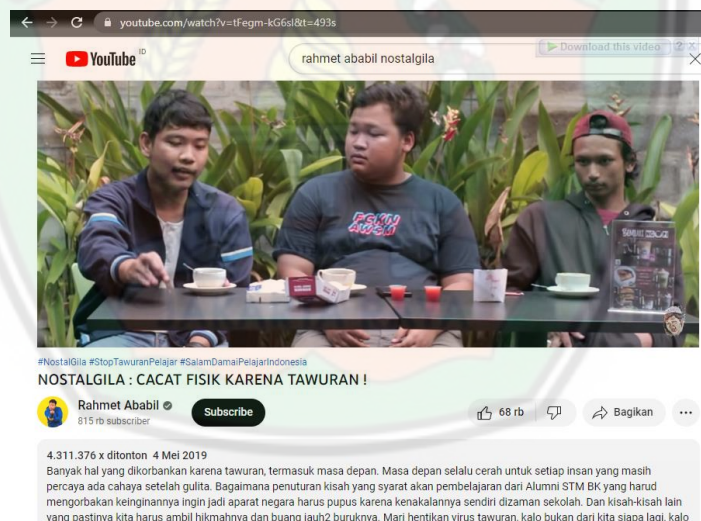 youtube.com/watch?v=tFegm-kG6sI&t=493s
YouTube ID
rahmet ababil nostalgila
Download this video ? X
FCKN
AWSM
#NostalGila #StopTawuranPelajar #SalamDamaiPelajarIndonesia
NOSTALGILA : CACAT FISIK KARENA TAWURAN !
Rahmet Ababil
815 rb subscriber
Subscribe
68 rb
Bagikan
4.311.376 x ditonton 4 Mei 2019
Banyak hal yang dikorbankan karena tawuran, termasuk masa depan. Masa depan selalu cerah untuk setiap insan yang masih
percaya ada cahaya setelah gulita. Bagaimana penuturan kisah yang syarat akan pembelajaran dari Alumni STM BK yang harud
mengorbakan keinginannya ingin jadi aparat negara harus pupus karena kenakalannya sendiri dizaman sekolah. Dan kisah-kisah lain
yang pastinya kita harus ambil hikmahnya dan buang jauh2 buruknya. Mari hentikan virus tawuran, kalo bukan dari kita siapa lagi, kalo